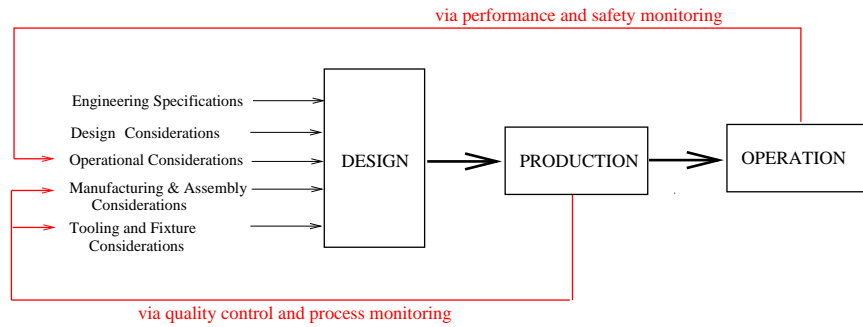 via performance and safety monitoring
Engineering Specifications
Design Considerations
Operational Considerations
Manufacturing & Assembly
Considerations
Tooling and Fixture
Considerations
DESIGN
PRODUCTION
OPERATION
via quality control and process monitoring